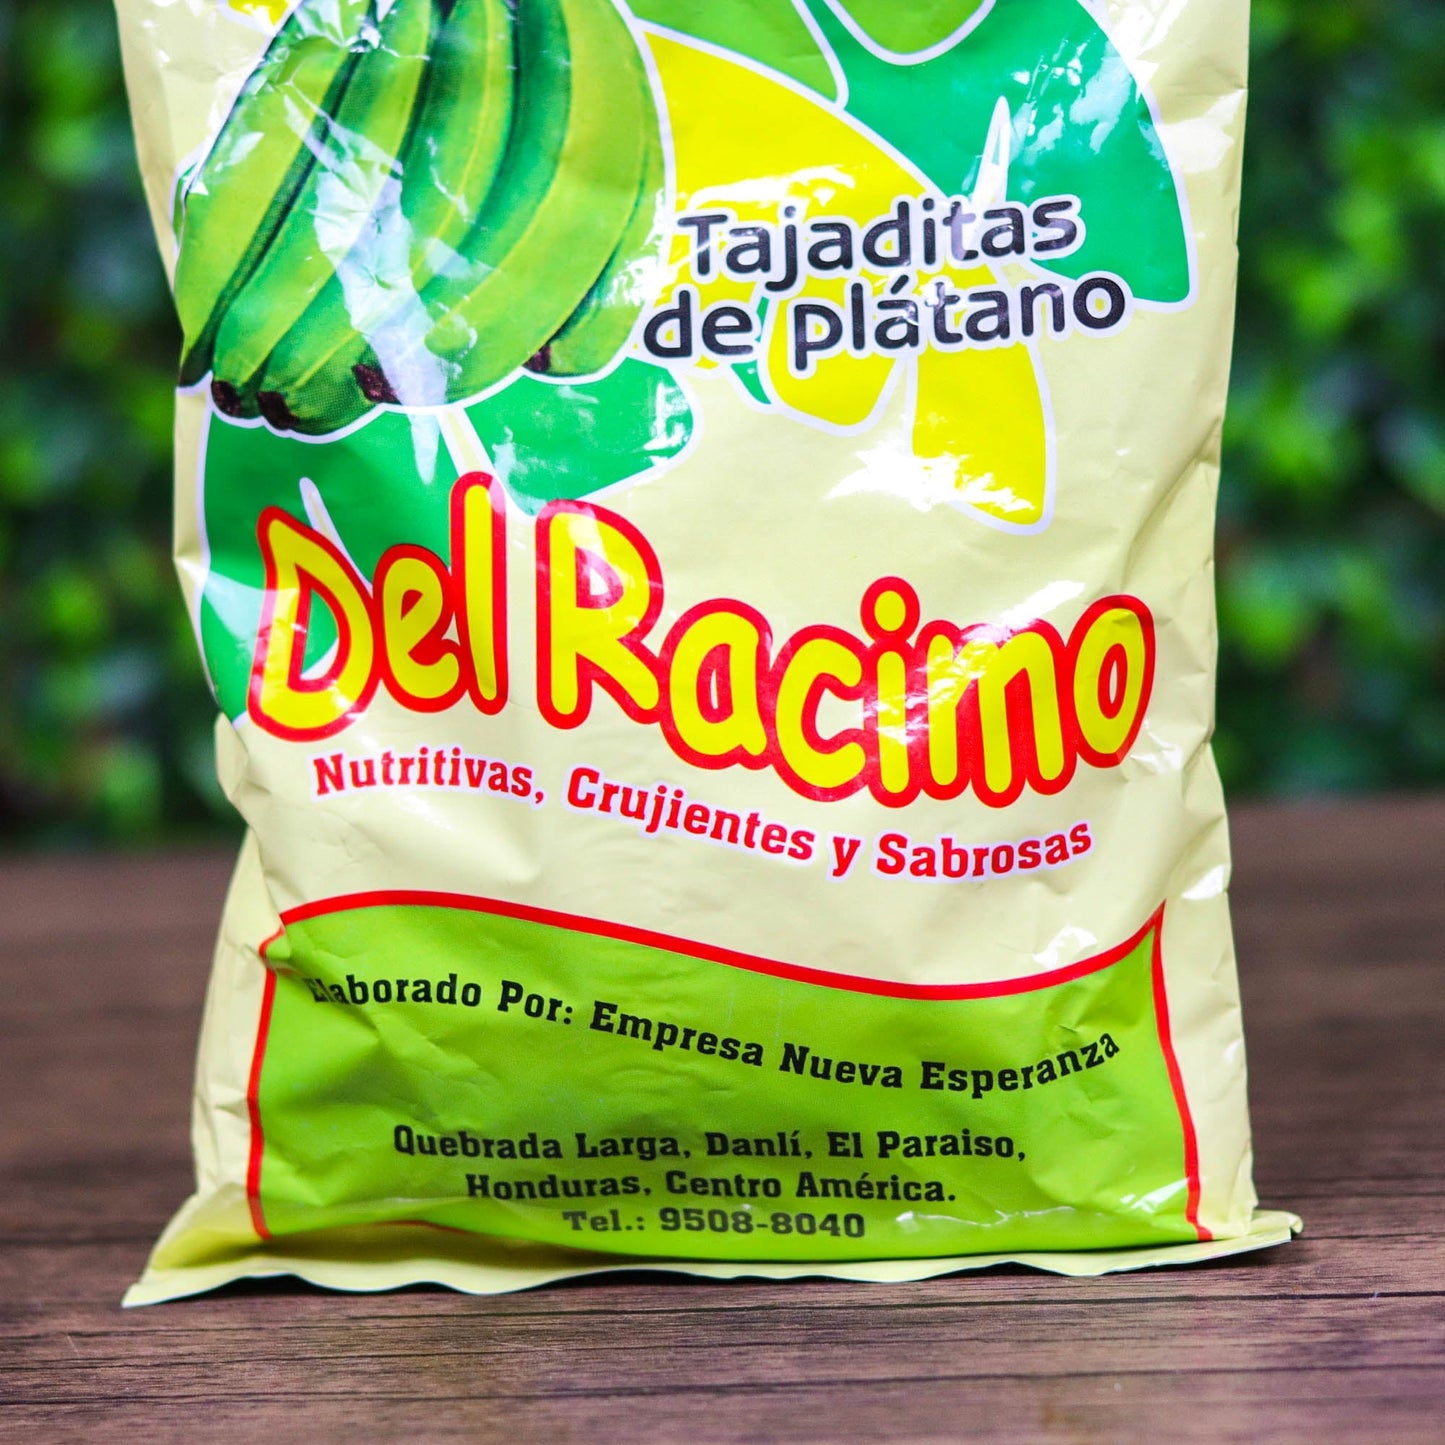 Tajaditas
de plátano
Del Racimo
Nutritivas, Crujientes y Sabrosas
Elaborado Por: Empresa Nueva Esperanza
Quebrada Larga, Danlí, El Paraiso,
Honduras, Centro América.
Tel.: 9508-8040